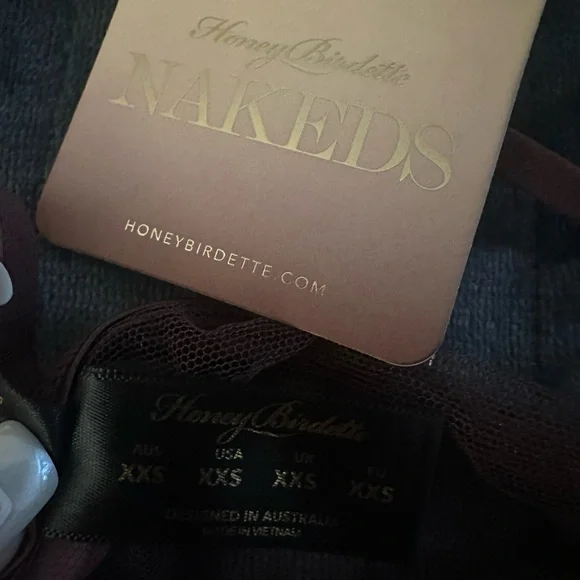 Honey Birdette
NAKEDS
HONEYBIRDETTE.COM
Honey Birdette
AUS USA UK EU
XXS XXS XXS XXS
DESIGNED IN AUSTRALIA
MADE IN VIETNAM